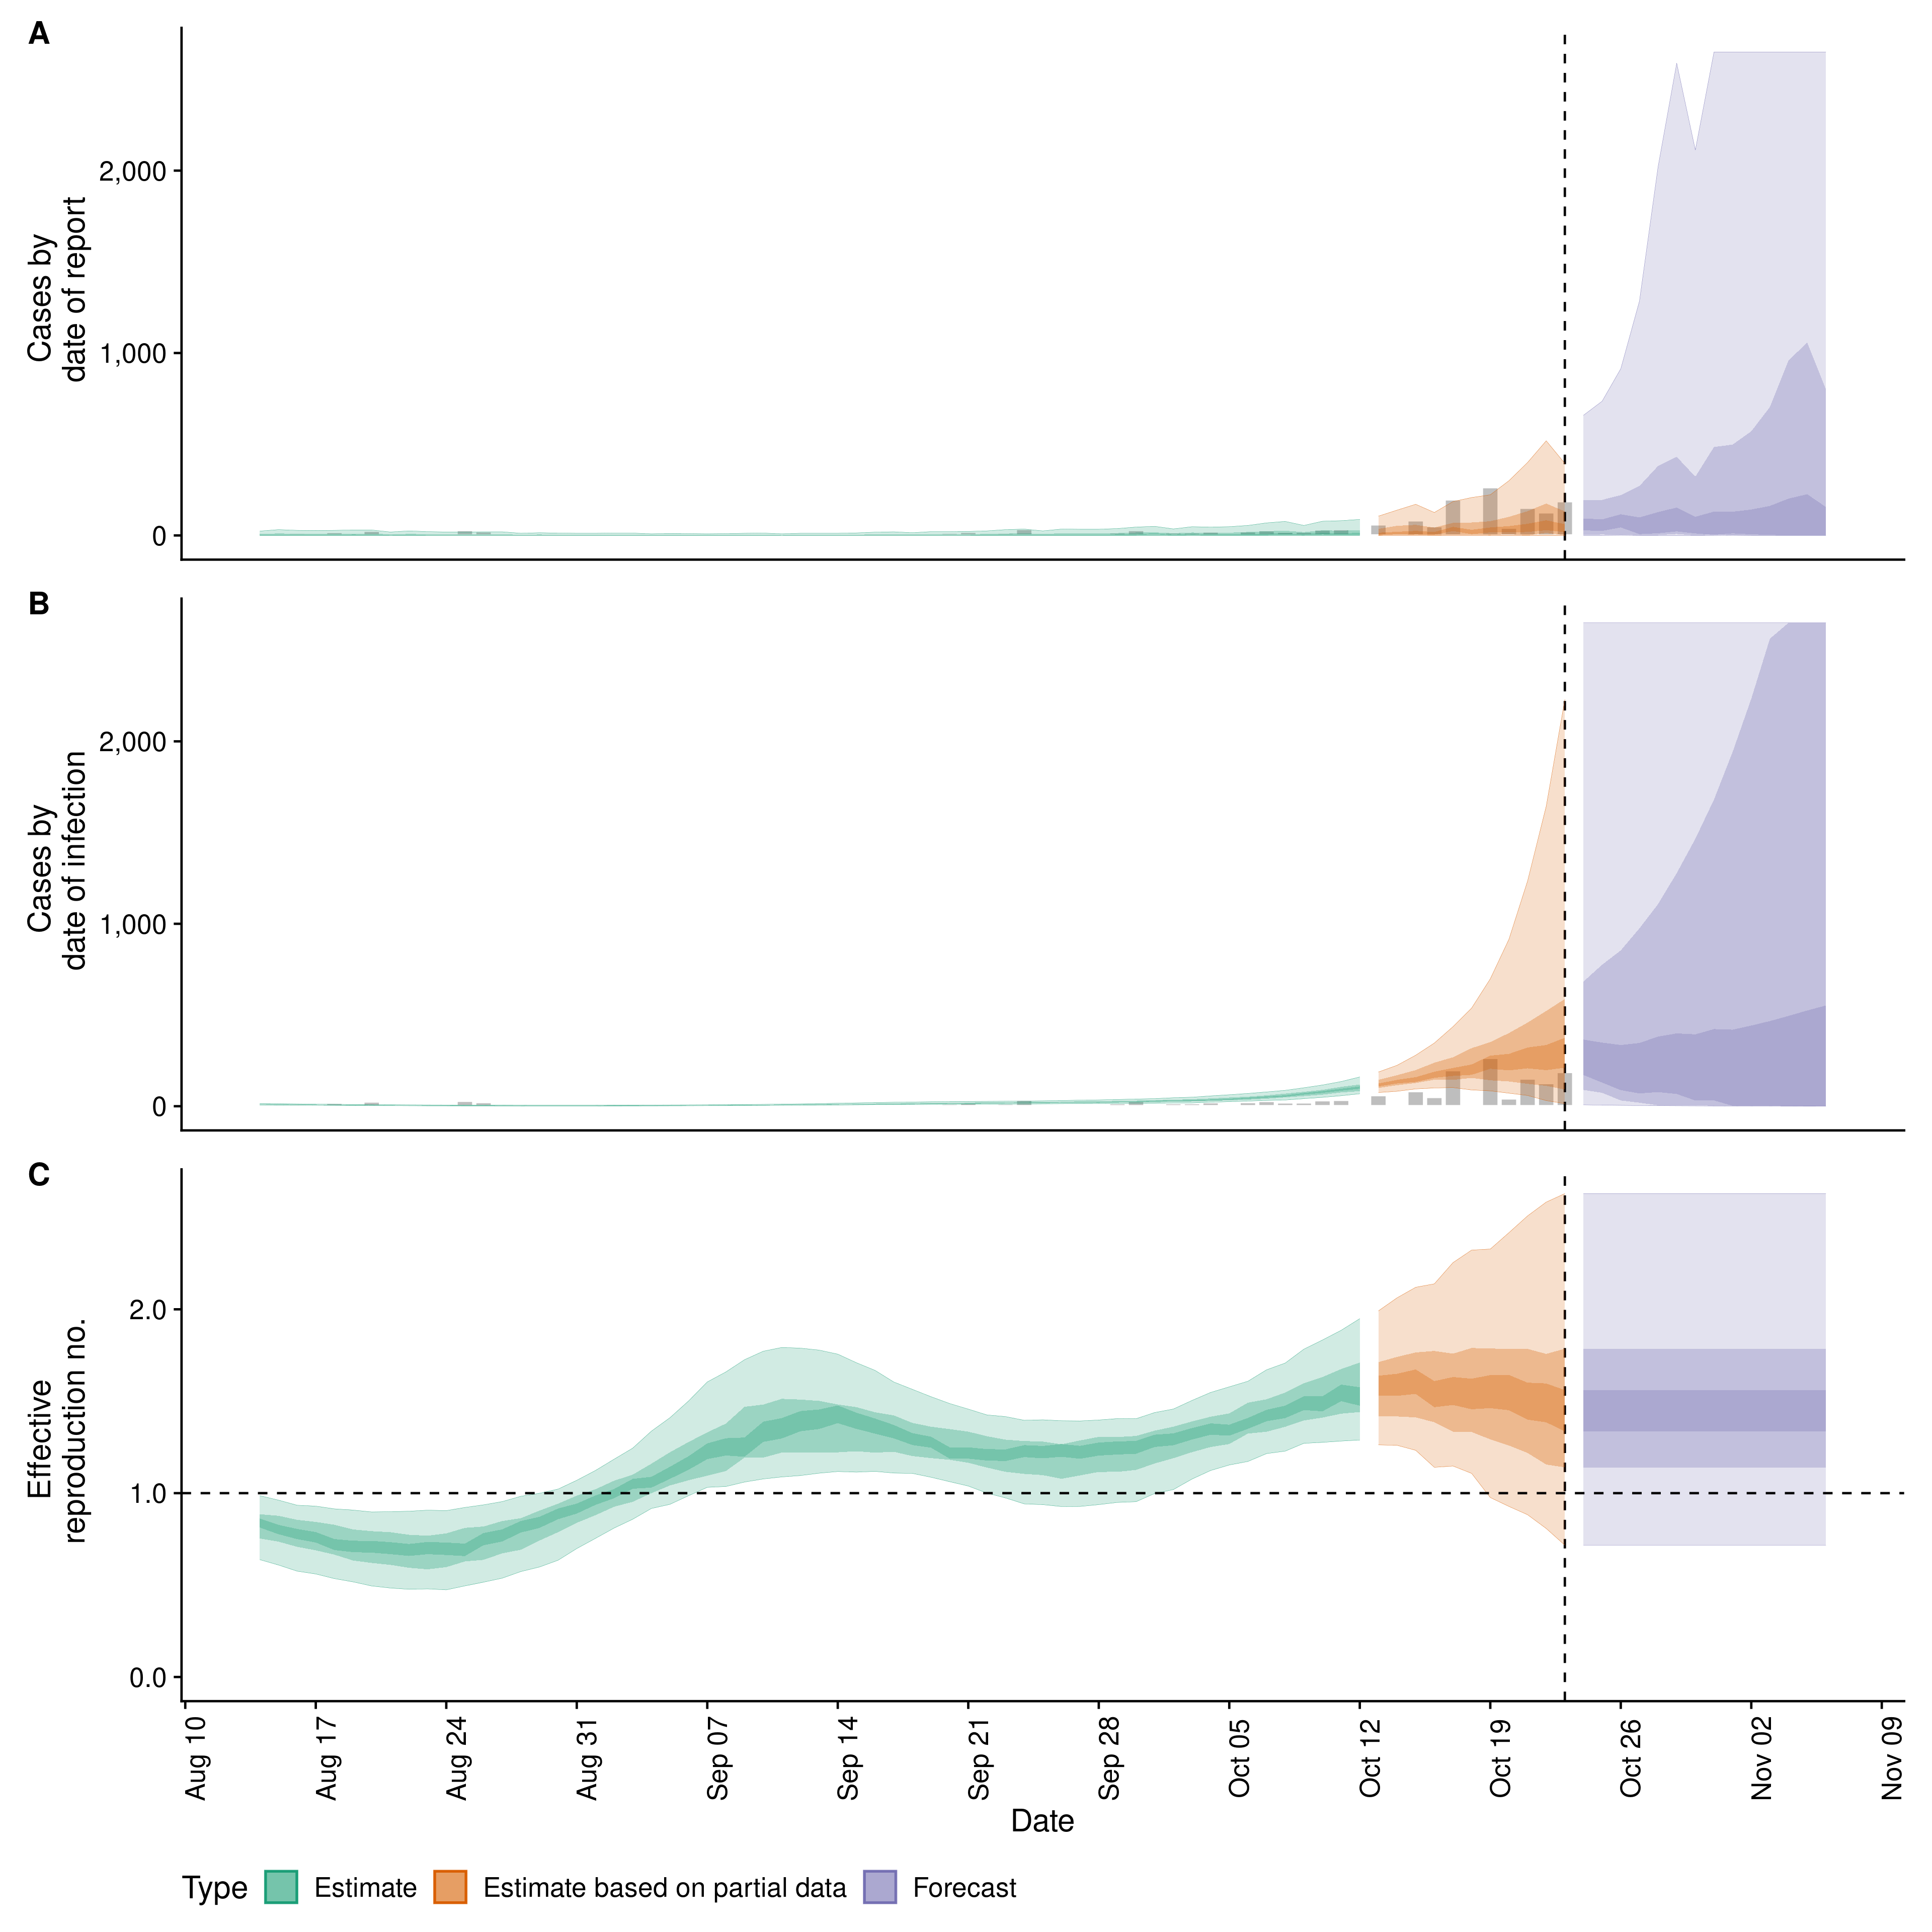 A
Cases by
date of report
2,000
1,000
0
B
Cases by
date of infection
2,000
1,000
0
C
Effective
reproduction no.
2.0
1.0
0.0
Aug 10
Aug 17
Aug 24
Aug 31
Sep 07
Sep 14
Sep 21
Sep 28
Oct 05
Oct 12
Oct 19
Oct 26
Nov 02
Nov 09
Date
Type Estimate Estimate based on partial data Forecast